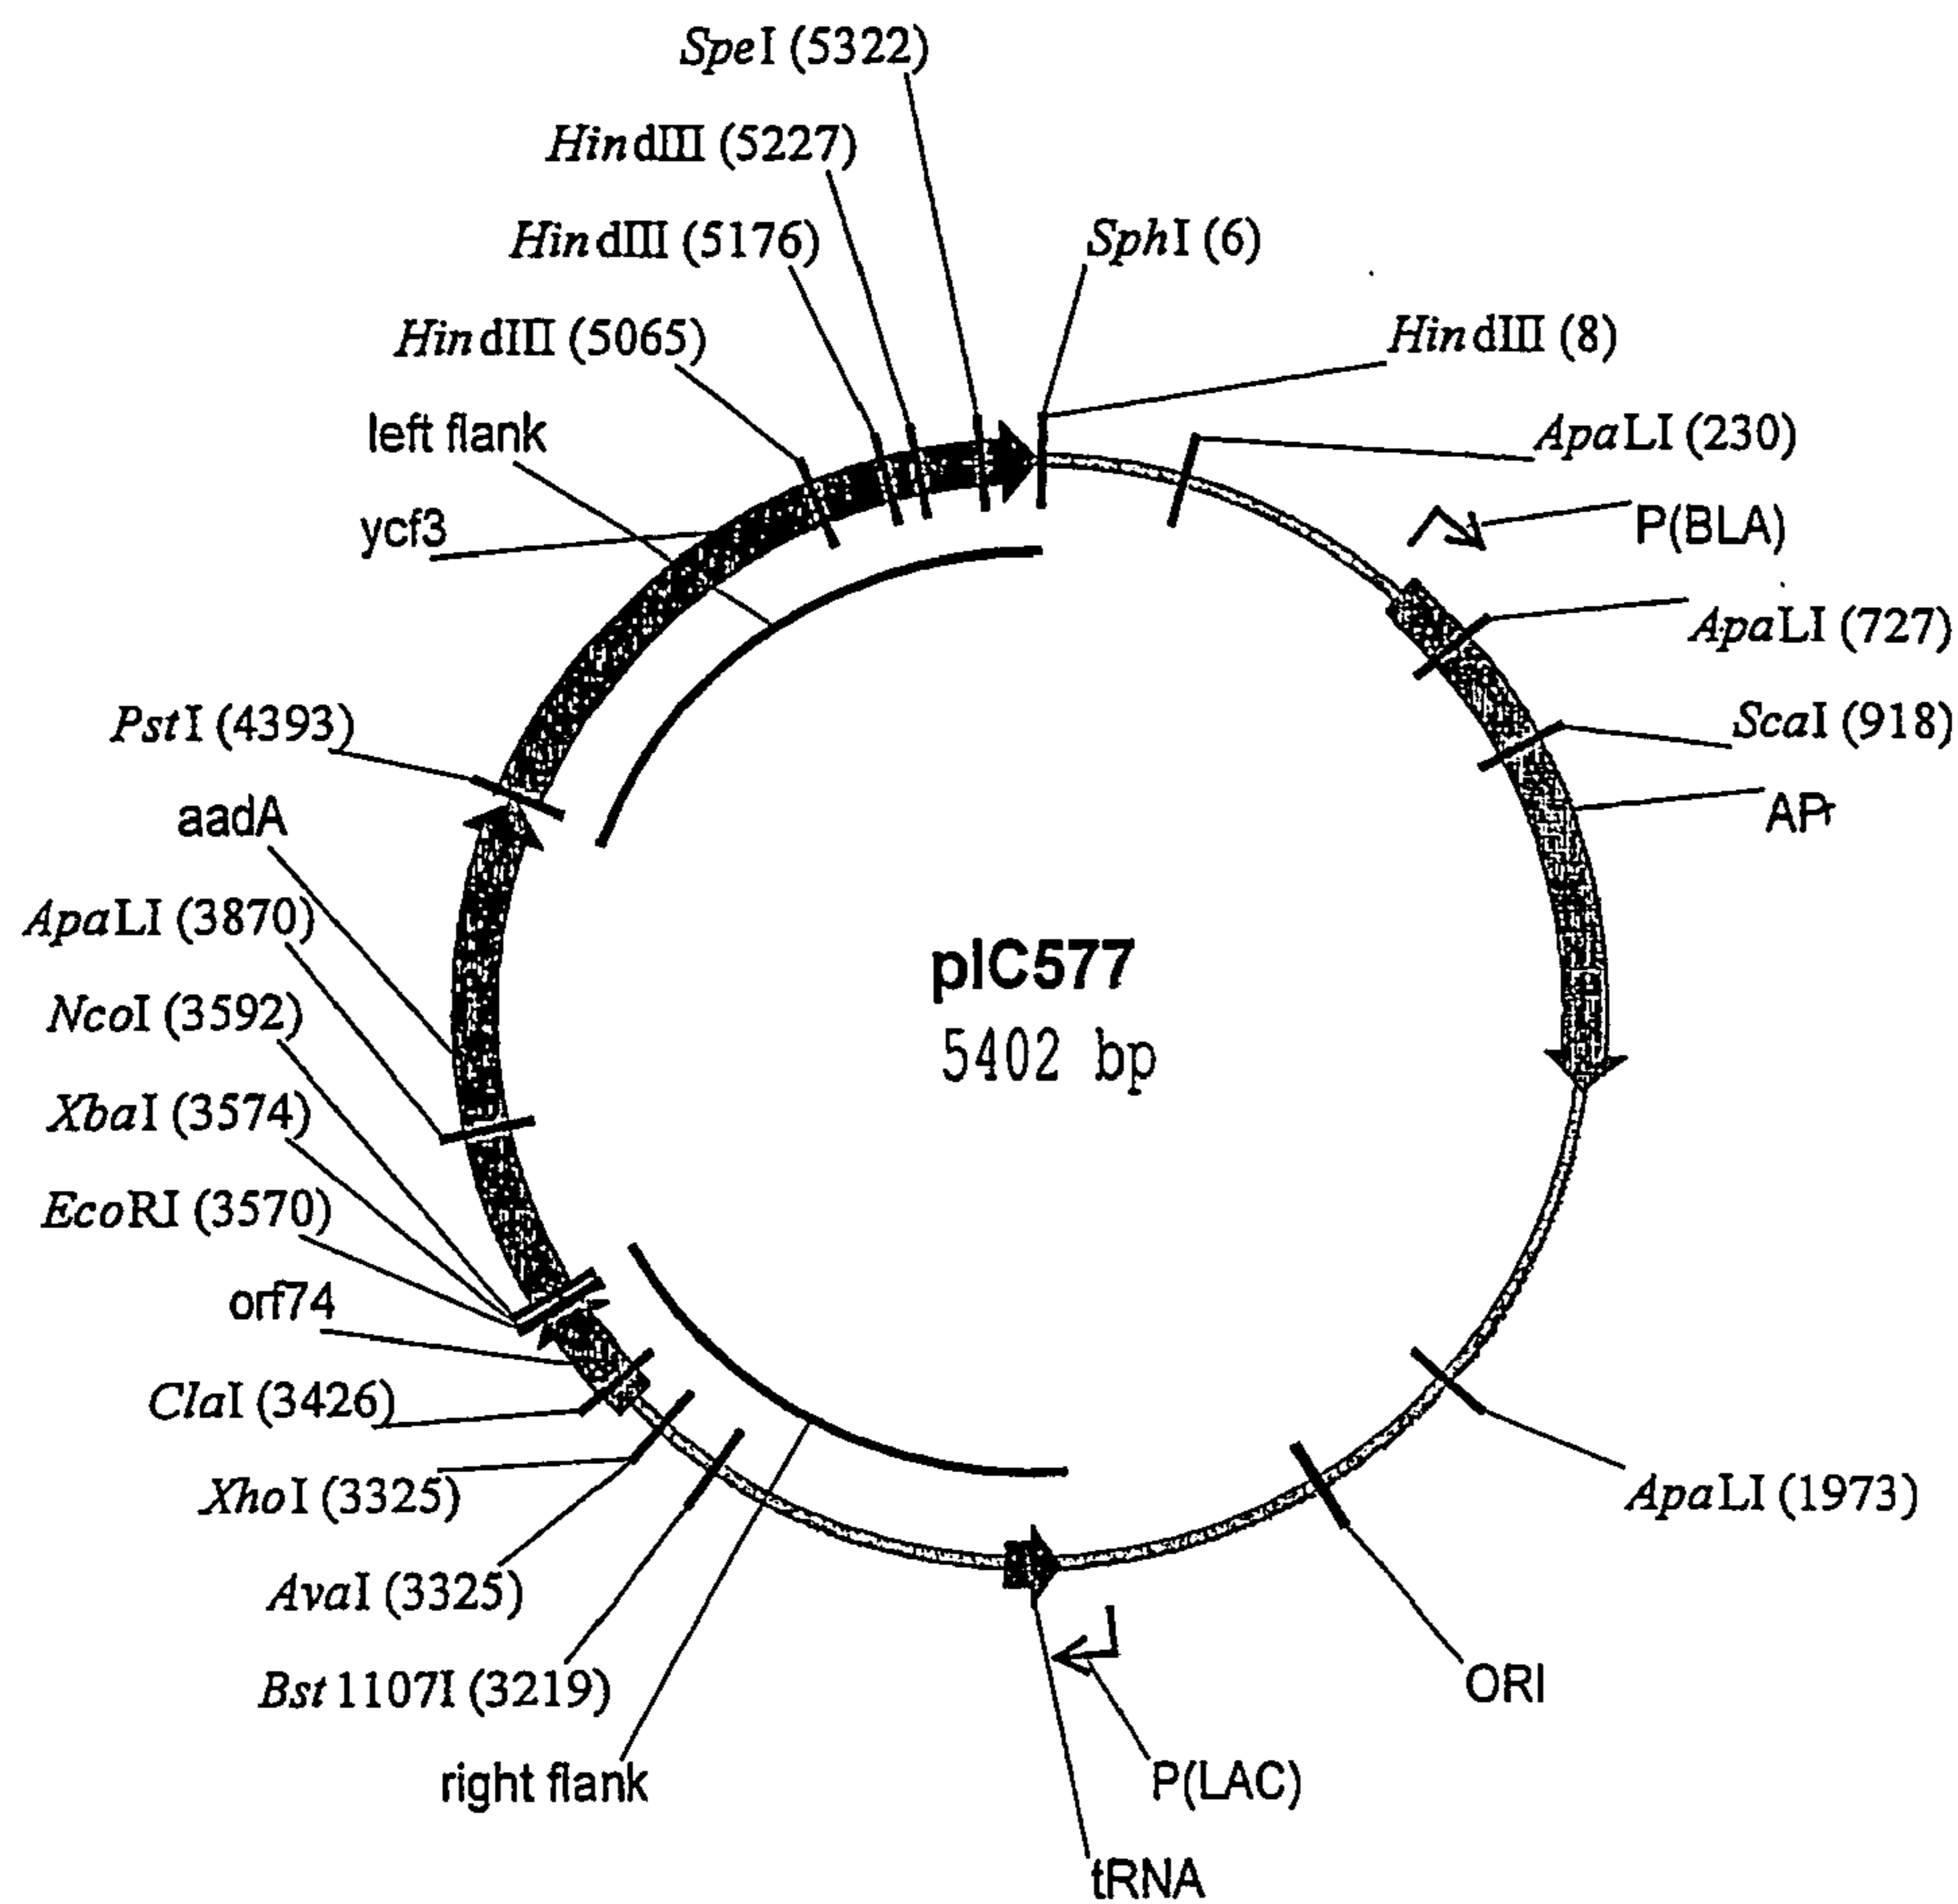 SpeI (5322)
HindIII (5227)
HindIII (5176)
SphI (6)
HindIII (5065)
HindIII (8)
left flank
ApaLI (230)
ycf3
P(BLA)
ApaLI (727)
PstI (4393)
ScaI (918)
aadA
APr
ApaLI (3870)
pIC577
NcoI (3592)
5402 bp
XbaI (3574)
EcoRI (3570)
orf74
ClaI (3426)
XhoI (3325)
ApaLI (1973)
AvaI (3325)
Bst1107I (3219)
ORI
right flank
P(LAC)
tRNA